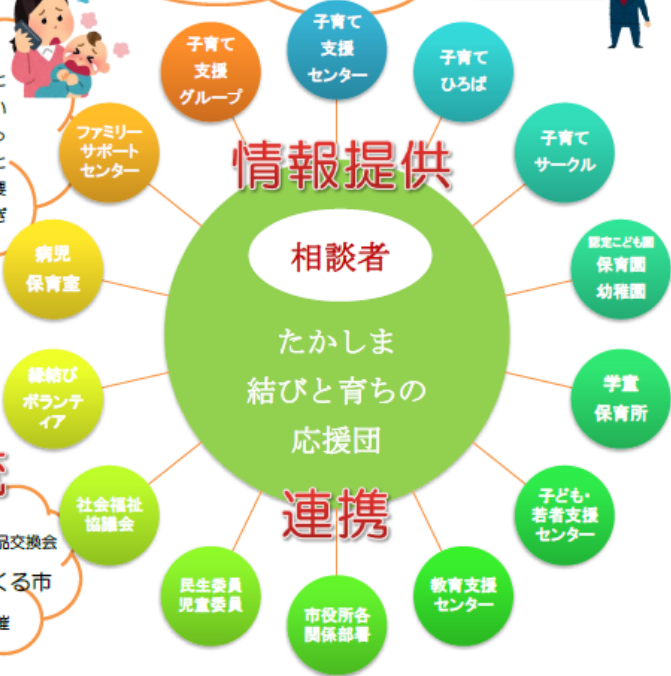 子育て
支援
グループ
子育て
支援
センター
子育て
ひろば
ファミリー
サポート
センター
子育て
サークル
情報提供
病児
保育室
相談者
認定こども園
保育園
幼稚園
たかしま
結びと育ちの
応援団
縁結び
ボランテ
ィア
学童
保育所
連携
社会福祉
協議会
子ども・
若者支援
センター
民生委員
児童委員
市役所各
関係部署
教育支援
センター
品交換会
くる市
催